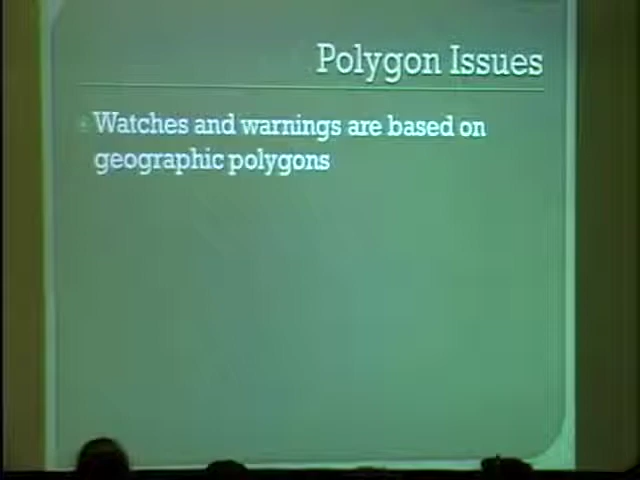 Polygon Issues
Watches and warnings are based on
geographic polygons